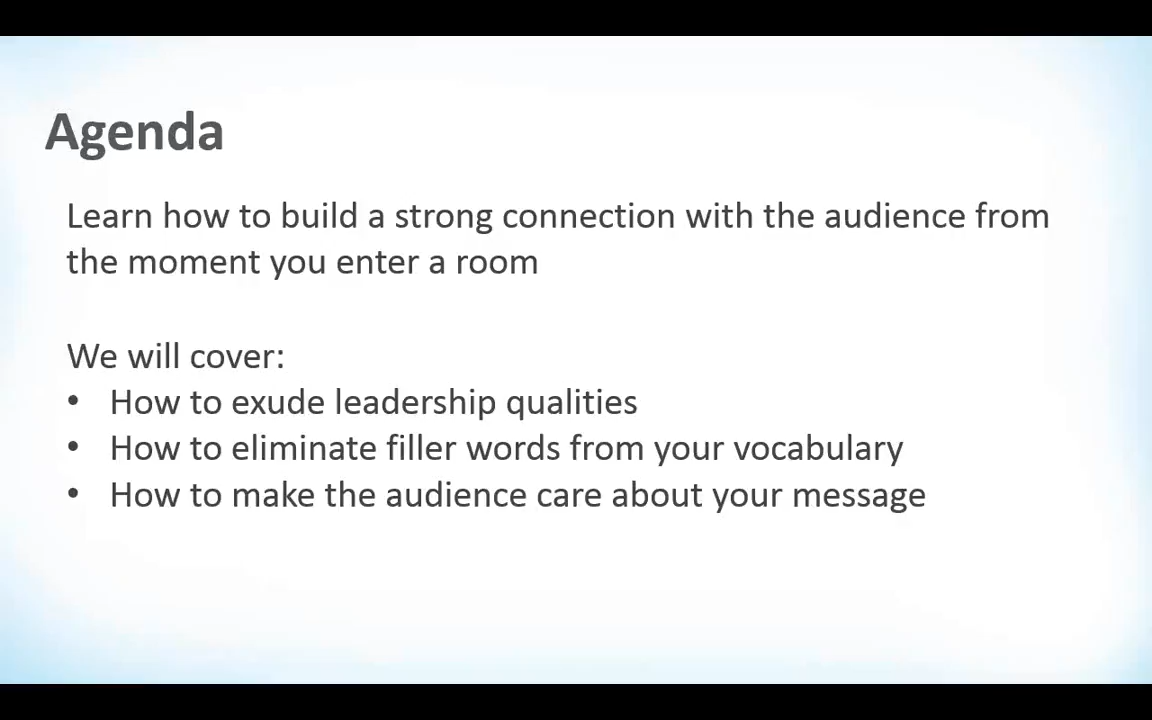 Agenda
Learn how to build a strong connection with the audience from
the moment you enter a room
We will cover:
• How to exude leadership qualities
• How to eliminate filler words from your vocabulary
• How to make the audience care about your message